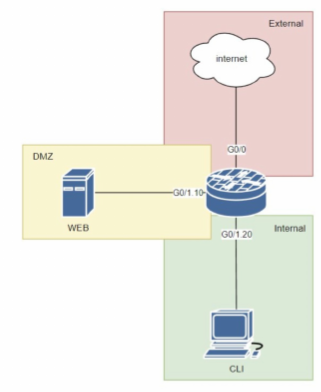 External
internet
G0/0
DMZ
WEB
G0/1.10
G0/1.20
Internal
CLI